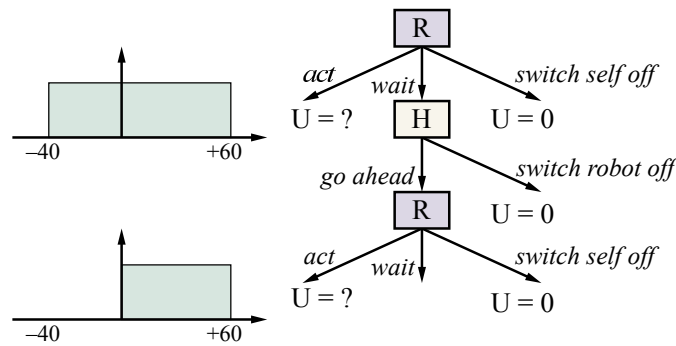 R
act
wait
switch self off
U = ?
H
U = 0
–40
+60
go ahead
switch robot off
R
U = 0
act
wait
switch self off
U = ?
U = 0
–40
+60